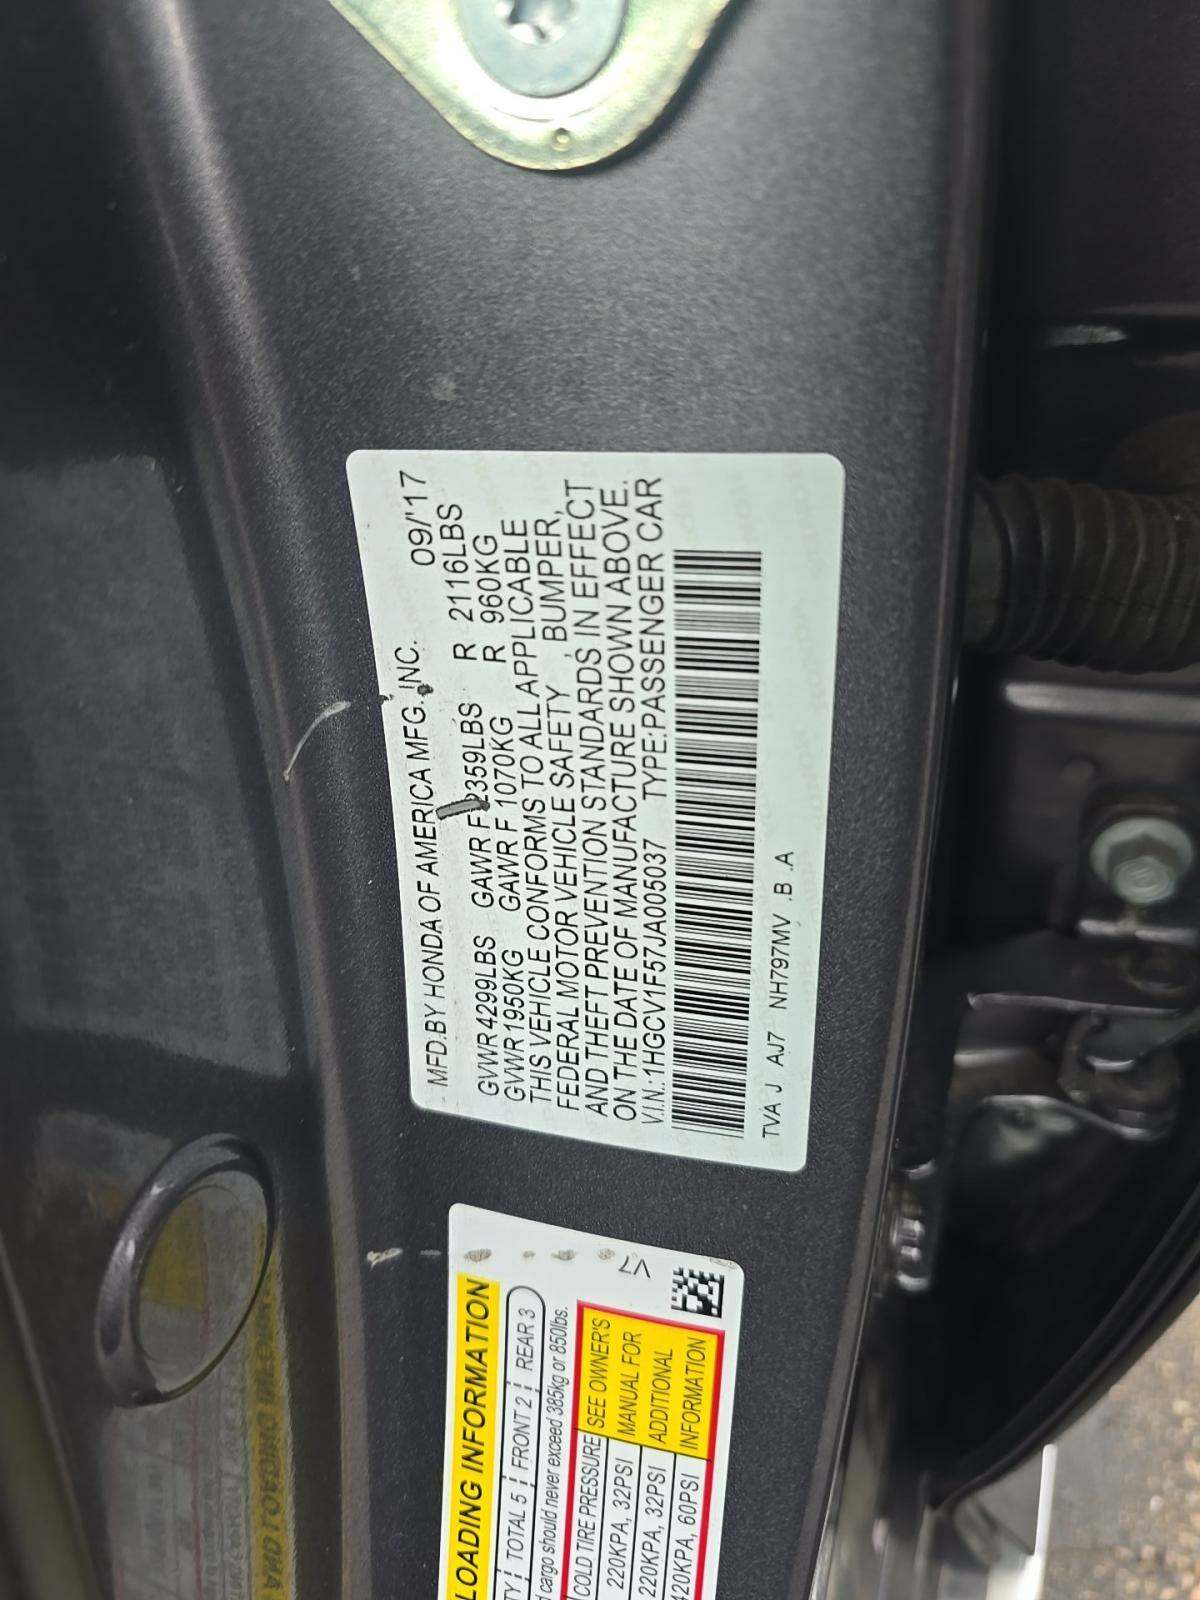 MFD.BY HONDA OF AMERICA MFG.,INC. 09/'17
GVWR4299LBS GAWR F 2359LBS R 2116LBS
GVWR1950KG GAWR F 1070KG R 960KG
THIS VEHICLE CONFORMS TO ALL APPLICABLE
FEDERAL MOTOR VEHICLE SAFETY , BUMPER,
AND THEFT PREVENTION STANDARDS IN EFFECT
ON THE DATE OF MANUFACTURE SHOWN ABOVE.
V.I.N.:1HGCV1F57JA005037 TYPE:PASSENGER CAR
TVA J AJ7 NH797MV .B .A
LOADING INFORMATION
TOTAL 5 FRONT 2 REAR 3
cargo should never exceed 385kg or 850lbs.
COLD TIRE PRESSURE SEE OWNER'S
220KPA, 32PSI MANUAL FOR
220KPA, 32PSI ADDITIONAL
420KPA, 60PSI INFORMATION
V7